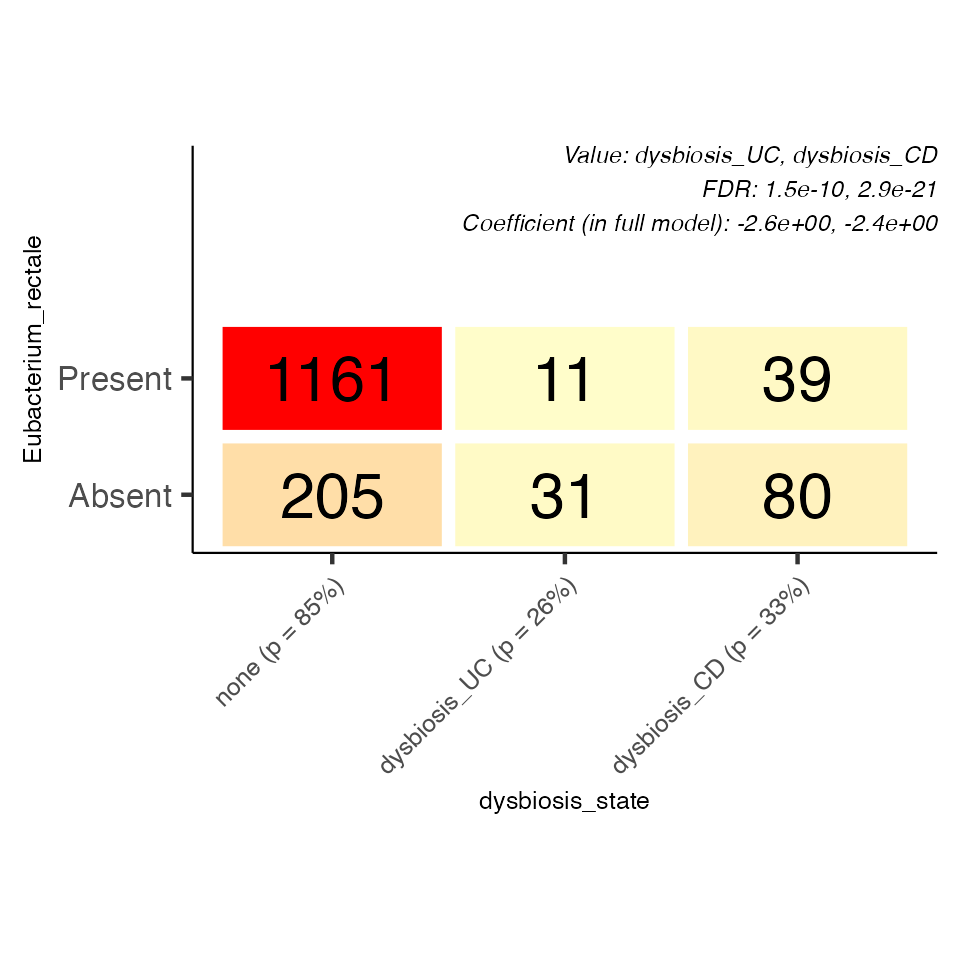 Value: dysbiosis_UC, dysbiosis_CD
FDR: 1.5e-10, 2.9e-21
Coefficient (in full model): -2.6e+00, -2.4e+00
Eubacterium_rectale
Present
1161
11
39
Absent
205
31
80
none (p = 85%)
dysbiosis_UC (p = 26%)
dysbiosis_CD (p = 33%)
dysbiosis_state